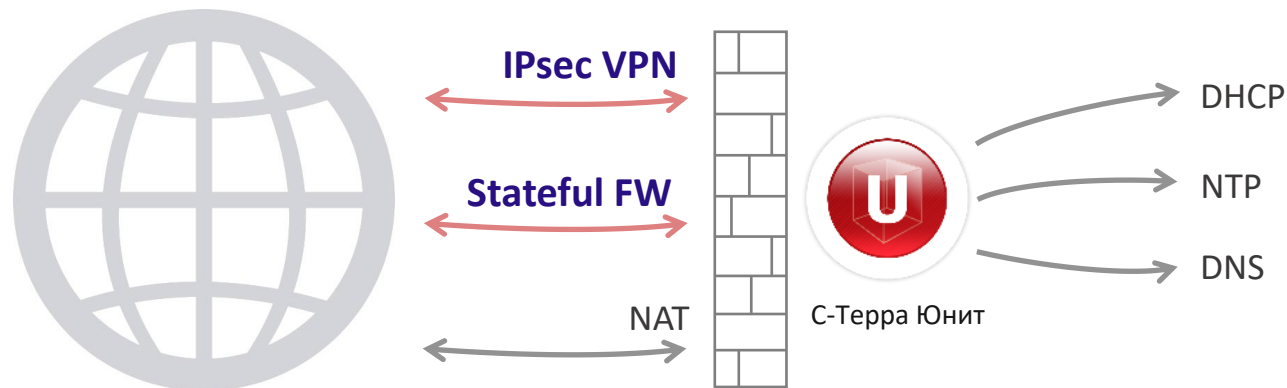 IPsec VPN
Stateful FW
NAT
U
С-Терра Юнит
DHCP
NTP
DNS